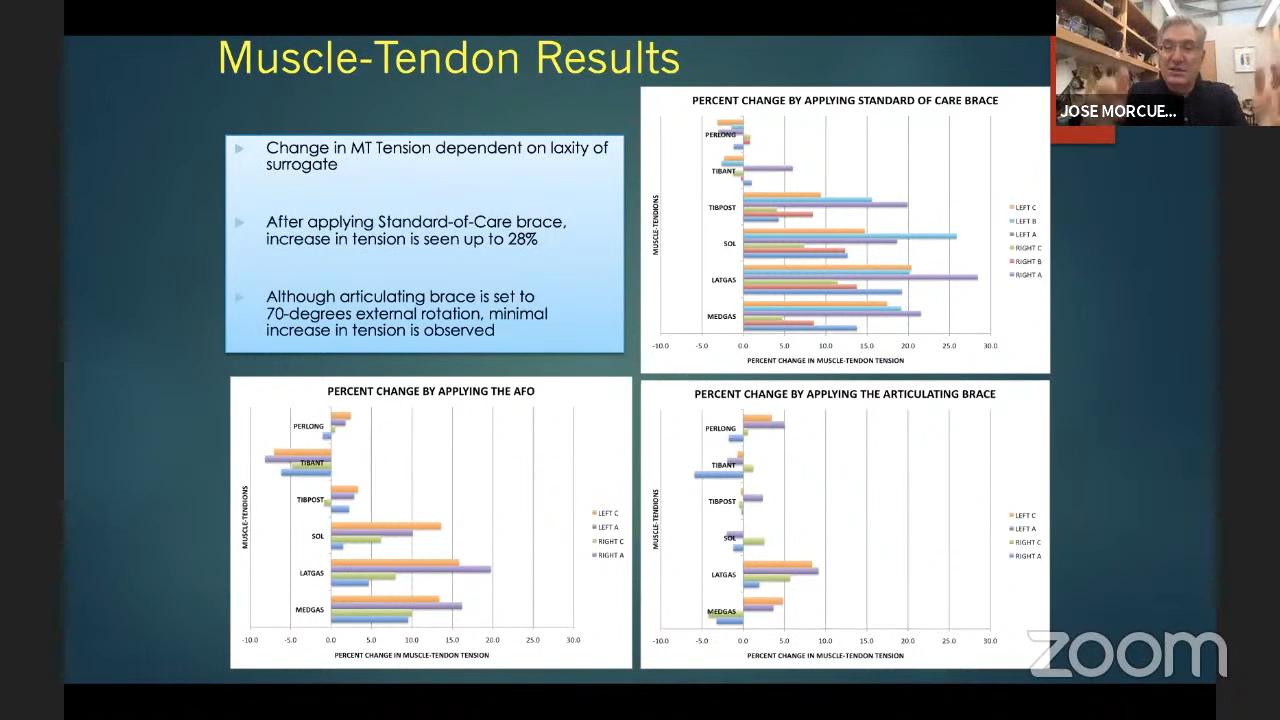 Muscle-Tendon Results
JOSE MORCUE...
Change in MT Tension dependent on laxity of
surrogate
After applying Standard-of-Care brace,
increase in tension is seen up to 28%
Although articulating brace is set to
70-degrees external rotation, minimal
increase in tension is observed
PERCENT CHANGE BY APPLYING STANDARD OF CARE BRACE
MUSCLE-TENDIONS
PERLONG
TIBANT
TIBPOST
SOL
LATGAS
MEDGAS
-10.0 -5.0 0.0 5.0 10.0 15.0 20.0 25.0 30.0
PERCENT CHANGE IN MUSCLE-TENDON TENSION
LEFT C
LEFT B
LEFT A
RIGHT C
RIGHT B
RIGHT A
PERCENT CHANGE BY APPLYING THE AFO
MUSCLE-TENDIONS
PERLONG
TIBANT
TIBPOST
SOL
LATGAS
MEDGAS
-10.0 -5.0 0.0 5.0 10.0 15.0 20.0 25.0 30.0
PERCENT CHANGE IN MUSCLE-TENDON TENSION
LEFT C
LEFT A
RIGHT C
RIGHT A
PERCENT CHANGE BY APPLYING THE ARTICULATING BRACE
MUSCLE-TENDIONS
PERLONG
TIBANT
TIBPOST
SOL
LATGAS
MEDGAS
-10.0 -5.0 0.0 5.0 10.0 15.0 20.0 25.0 30.0
PERCENT CHANGE IN MUSCLE-TENDON TENSION
LEFT C
LEFT A
RIGHT C
RIGHT A
zoom